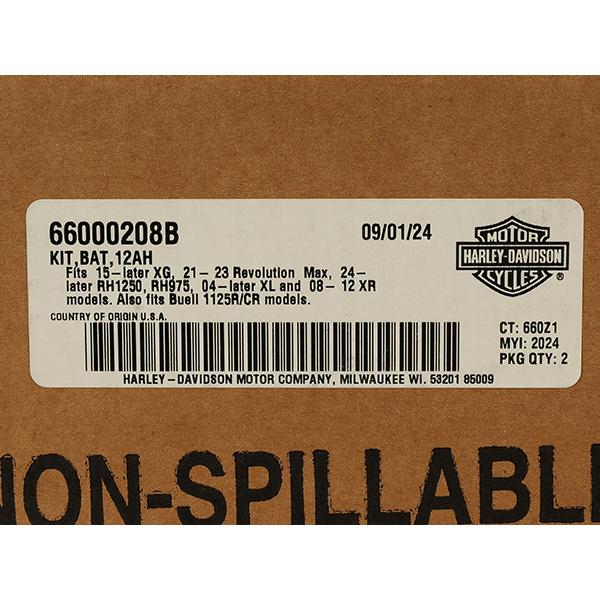 66000208B 09/01/24
KIT,BAT,12AH
Fits 15-later XG, 21- 23 Revolution Max, 24-
later RH1250, RH975, 04-later XL and 08- 12 XR
models. Also fits Buell 1125R/CR models.
MOTOR
HARLEY-DAVIDSON
CYCLES
®
COUNTRY OF ORIGIN U.S.A.
CT: 660Z1
MYI: 2024
PKG QTY: 2
HARLEY-DAVIDSON MOTOR COMPANY, MILWAUKEE WI. 53201 85009
NON-SPILLABLE